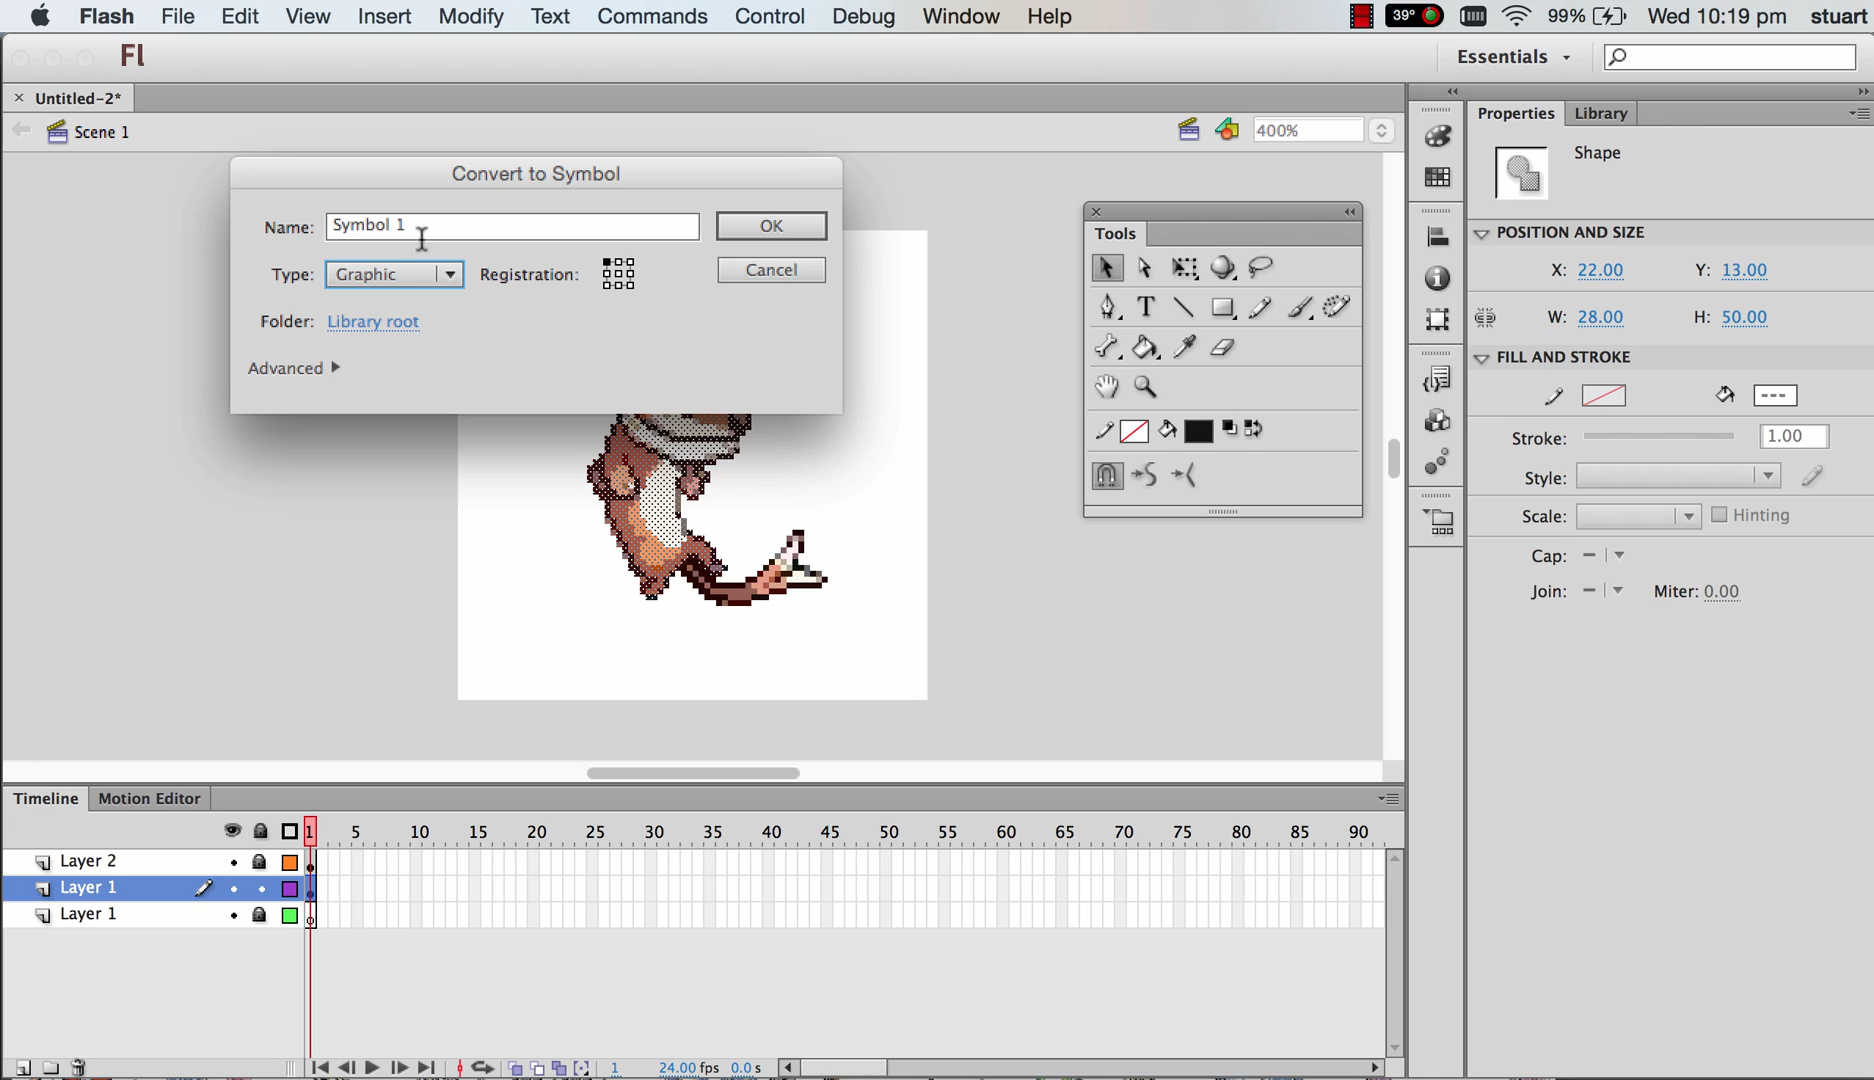 Flash File Edit View Insert Modify Text Commands Control Debug Window Help 39° 99% Wed 10:19 pm stuart
Fl Essentials
× Untitled-2*
Scene 1 400%
Convert to Symbol
Name: Symbol 1 OK
Type: Graphic Registration: Cancel
Folder: Library root
Advanced
Tools
T
Properties Library
Shape
POSITION AND SIZE
X: 22.00 Y: 13.00
W: 28.00 H: 50.00
FILL AND STROKE
Stroke: 1.00
Style:
Scale: Hinting
Cap:
Join: Miter: 0.00
Timeline Motion Editor
1 5 10 15 20 25 30 35 40 45 50 55 60 65 70 75 80 85 90
Layer 2
Layer 1
Layer 1
1 24.00 fps 0.0 s